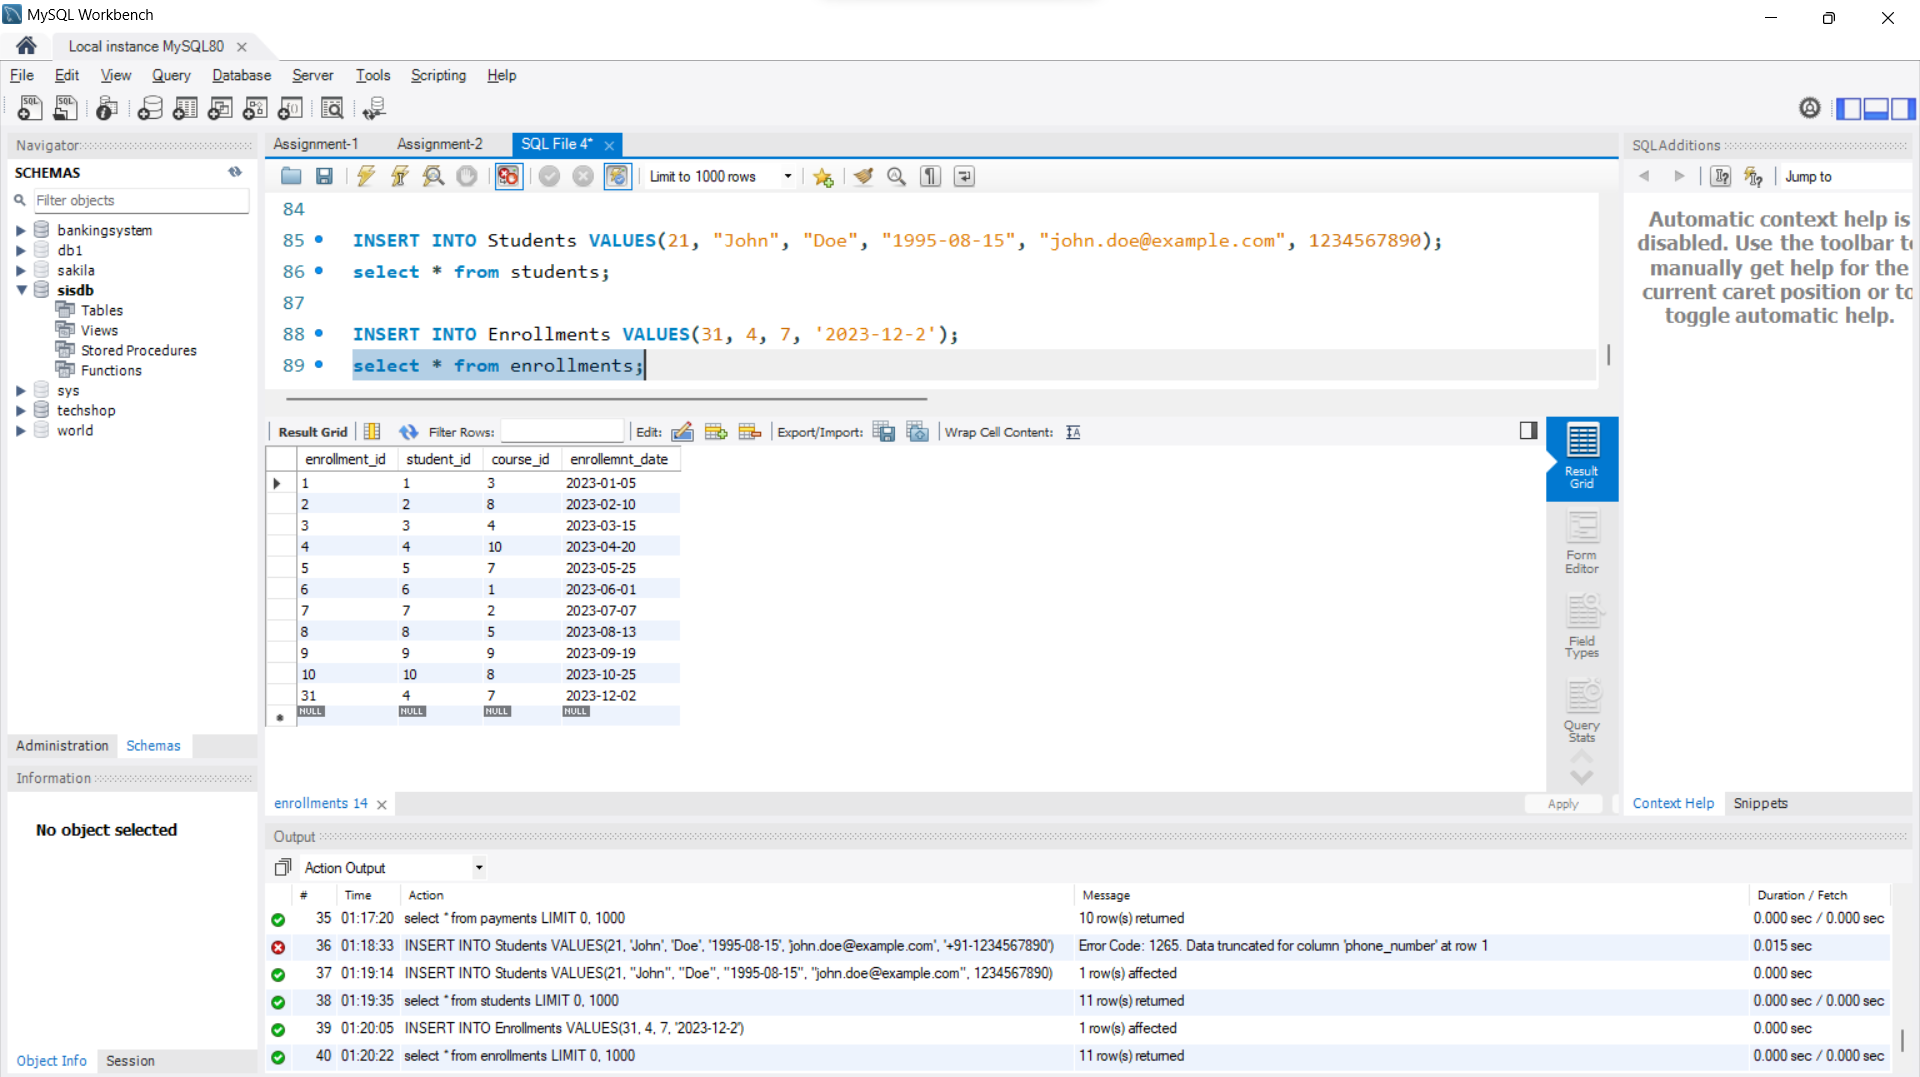 MySQL Workbench
Local instance MySQL80
File Edit View Query Database Server Tools Scripting Help
Navigator
SCHEMAS
Filter objects
bankingsystem
db1
sakila
sisdb
Tables
Views
Stored Procedures
Functions
sys
techshop
world
Administration Schemas
Information
No object selected
Object Info Session
Assignment-1 Assignment-2 SQL File 4*
Limit to 1000 rows
84
85 INSERT INTO Students VALUES(21, "John", "Doe", "1995-08-15", "john.doe@example.com", 1234567890);
86 select * from students;
87
88 INSERT INTO Enrollments VALUES(31, 4, 7, '2023-12-2');
89 select * from enrollments;
Result Grid Filter Rows: Edit: Export/Import: Wrap Cell Content:
enrollment_id student_id course_id enrollemnt_date
1 1 3 2023-01-05
2 2 8 2023-02-10
3 3 4 2023-03-15
4 4 10 2023-04-20
5 5 7 2023-05-25
6 6 1 2023-06-01
7 7 2 2023-07-07
8 8 5 2023-08-13
9 9 9 2023-09-19
10 10 8 2023-10-25
31 4 7 2023-12-02
NULL NULL NULL NULL
Result
Grid
Form
Editor
Field
Types
Query
Stats
enrollments 14
Apply
SQLAdditions
Jump to
Automatic context help is
disabled. Use the toolbar to
manually get help for the
current caret position or to
toggle automatic help.
Context Help Snippets
Output
Action Output
# Time Action Message Duration / Fetch
35 01:17:20 select * from payments LIMIT 0, 1000 10 row(s) returned 0.000 sec / 0.000 sec
36 01:18:33 INSERT INTO Students VALUES(21, 'John', 'Doe', '1995-08-15', 'john.doe@example.com', '+91-1234567890') Error Code: 1265. Data truncated for column 'phone_number' at row 1 0.015 sec
37 01:19:14 INSERT INTO Students VALUES(21, "John", "Doe", "1995-08-15", "john.doe@example.com", 1234567890) 1 row(s) affected 0.000 sec
38 01:19:35 select * from students LIMIT 0, 1000 11 row(s) returned 0.000 sec / 0.000 sec
39 01:20:05 INSERT INTO Enrollments VALUES(31, 4, 7, '2023-12-2') 1 row(s) affected 0.000 sec
40 01:20:22 select * from enrollments LIMIT 0, 1000 11 row(s) returned 0.000 sec / 0.000 sec